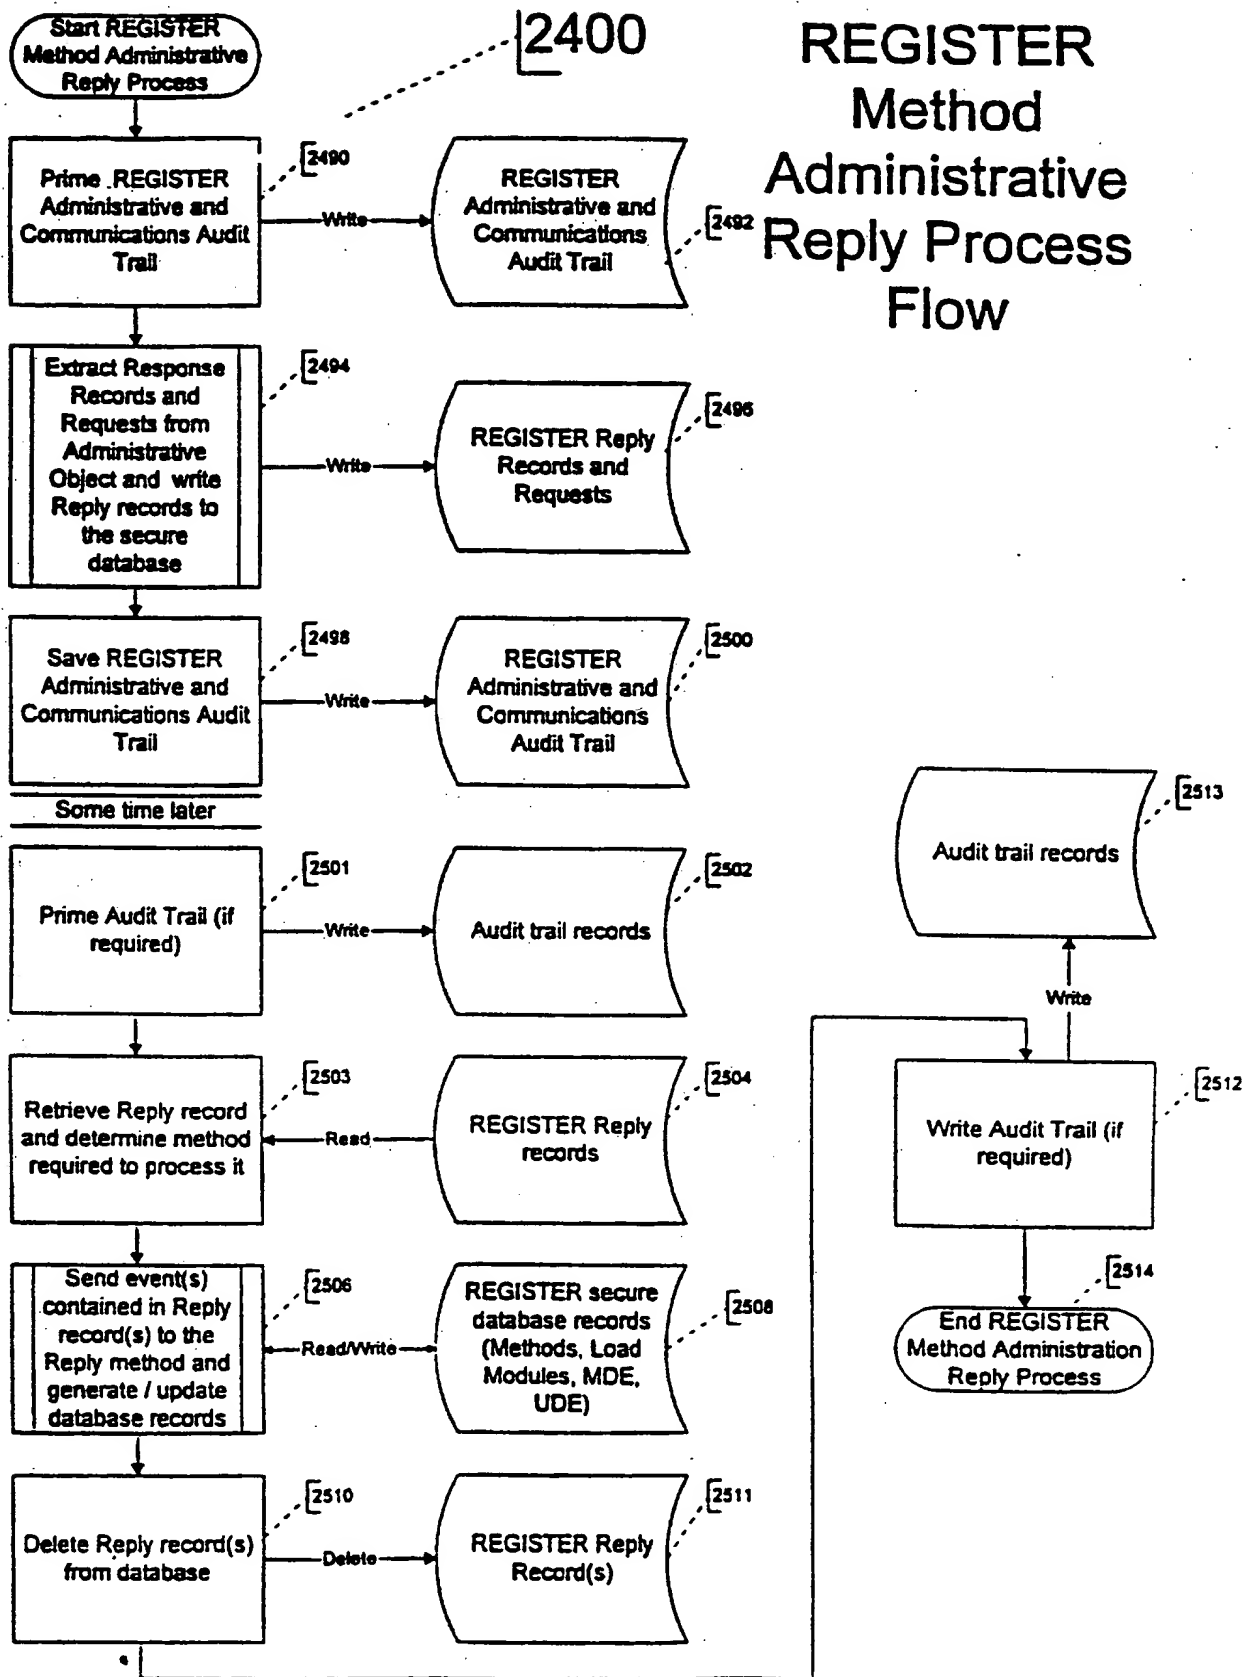 Start REGISTER
Method Administrative
Reply Process
2400
REGISTER
Method
Administrative
Reply Process
Flow
Prime REGISTER
Administrative and
Communications Audit
Trail
2490
Write
REGISTER
Administrative and
Communications
Audit Trail
2492
Extract Response
Records and
Requests from
Administrative
Object and write
Reply records to
the secure
database
2494
Write
REGISTER Reply
Records and
Requests
2496
Save REGISTER
Administrative and
Communications Audit
Trail
2498
Write
REGISTER
Administrative and
Communications
Audit Trail
2500
Some time later
Prime Audit Trail (if
required)
2501
Write
Audit trail records
2502
Retrieve Reply record
and determine method
required to process it
2503
Read
REGISTER Reply
records
2504
Send event(s)
contained in Reply
record(s) to the
Reply method and
generate / update
database records
2506
Read/Write
REGISTER secure
database records
(Methods, Load
Modules, MDE,
UDE)
2508
Delete Reply record(s)
from database
2510
Delete
REGISTER Reply
Record(s)
2511
Audit trail records
2513
Write
Write Audit Trail (if
required)
2512
2514
End REGISTER
Method Administration
Reply Process